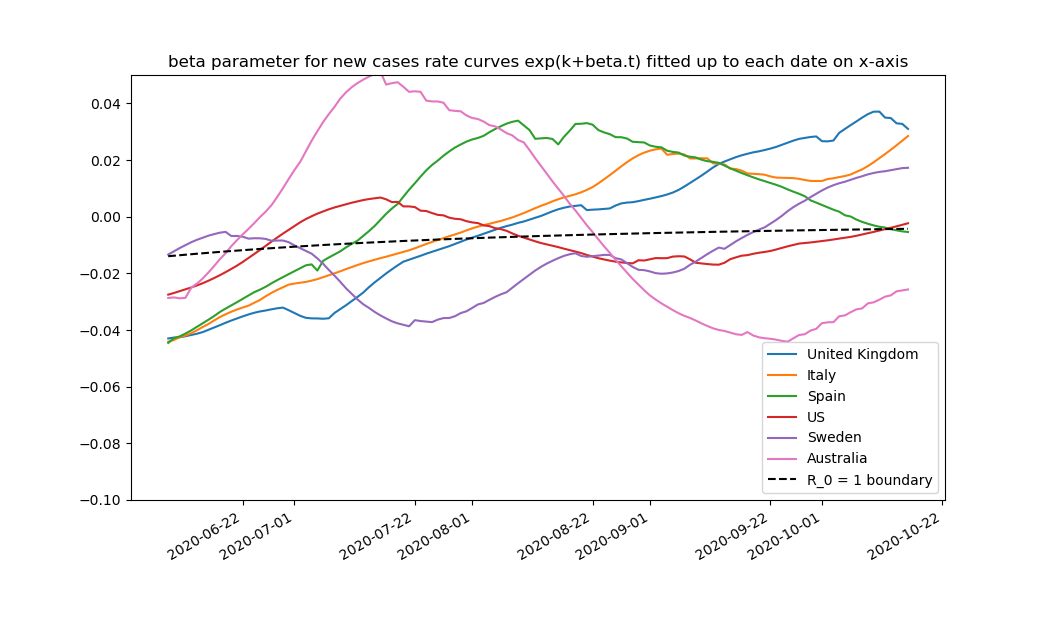 beta parameter for new cases rate curves exp(k+beta.t) fitted up to each date on x-axis
0.04
0.02
0.00
−0.02
−0.04
−0.06
−0.08
−0.10
United Kingdom
Italy
Spain
US
Sweden
Australia
R_0 = 1 boundary
2020-06-22
2020-07-01
2020-07-22
2020-08-01
2020-08-22
2020-09-01
2020-09-22
2020-10-01
2020-10-22